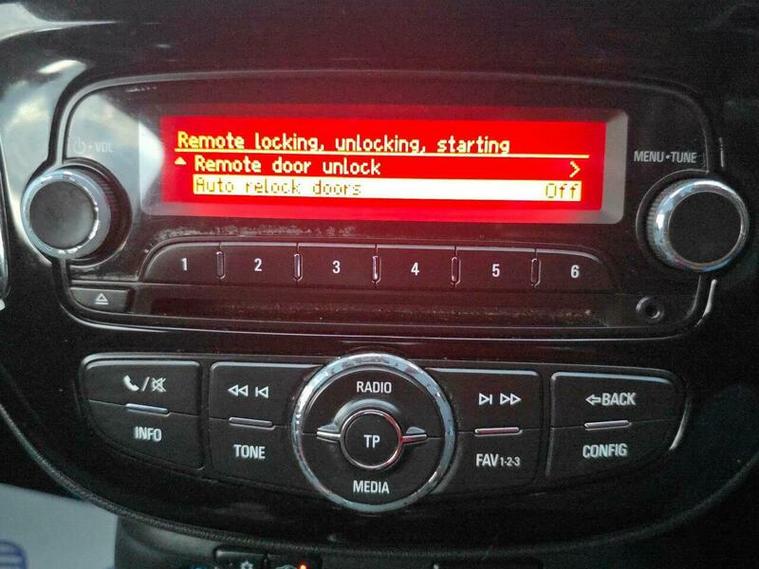 Remote locking, unlocking, starting
Remote door unlock >
Auto relock doors Off
+VOL
MENU•TUNE
1 2 3 4 5 6
RADIO
BACK
INFO
TONE
TP
FAV1-2-3
CONFIG
MEDIA